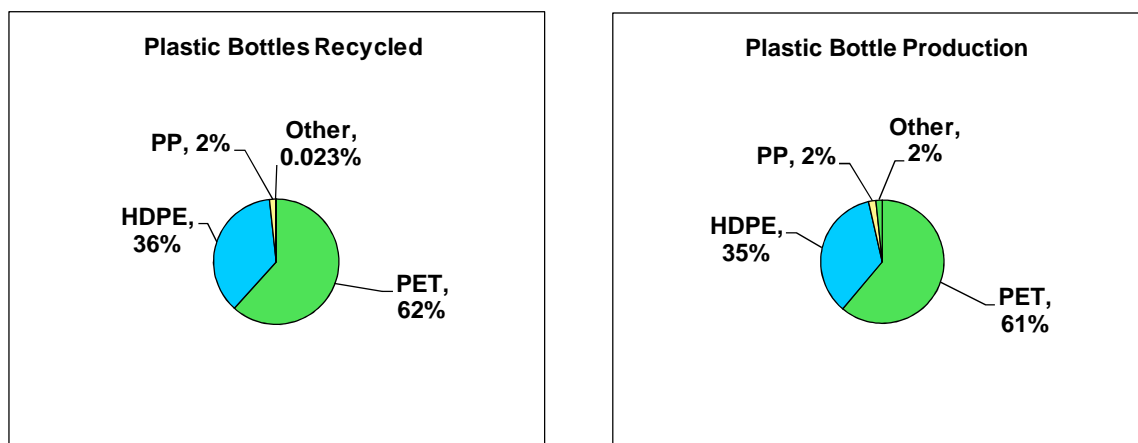 Plastic Bottles Recycled
Other,
0.023%
PP, 2%
HDPE,
36%
PET,
62%
Plastic Bottle Production
Other,
2%
PP, 2%
HDPE,
35%
PET,
61%